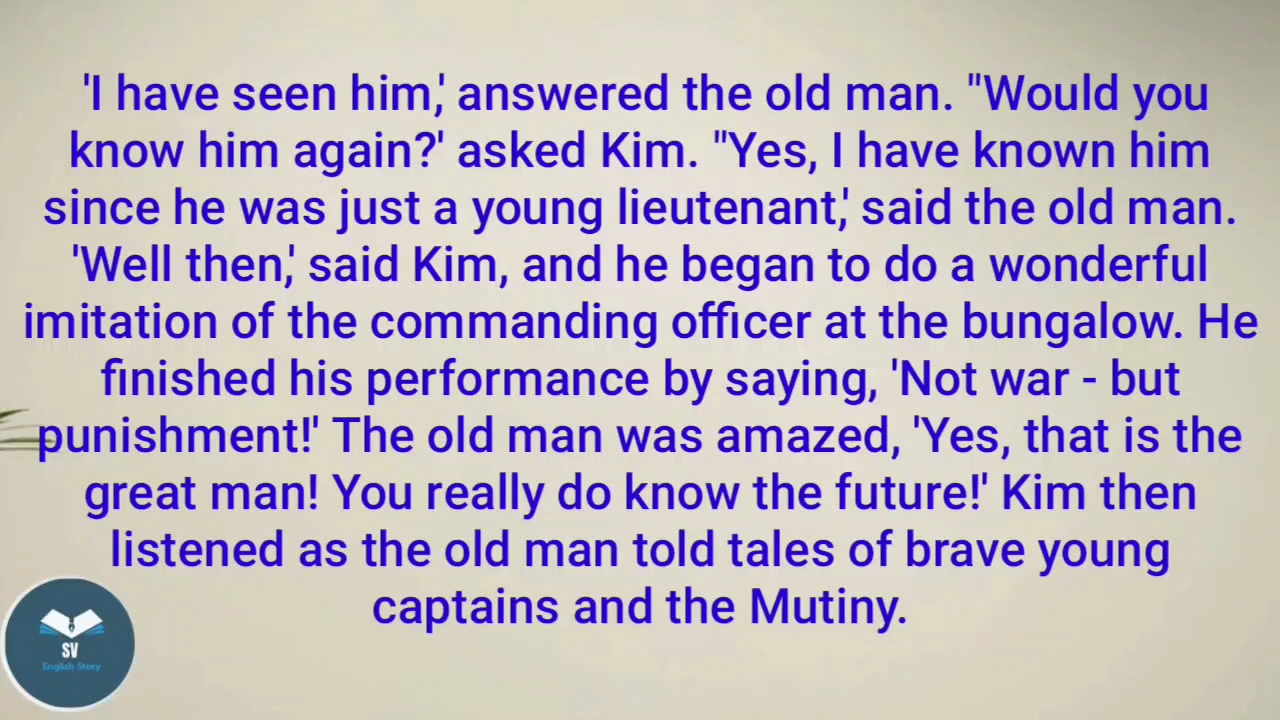 'I have seen him,' answered the old man. "Would you
know him again?' asked Kim. "Yes, I have known him
since he was just a young lieutenant,' said the old man.
'Well then,' said Kim, and he began to do a wonderful
imitation of the commanding officer at the bungalow. He
finished his performance by saying, 'Not war - but
punishment!' The old man was amazed, 'Yes, that is the
great man! You really do know the future!' Kim then
listened as the old man told tales of brave young
captains and the Mutiny.
SV
English Story